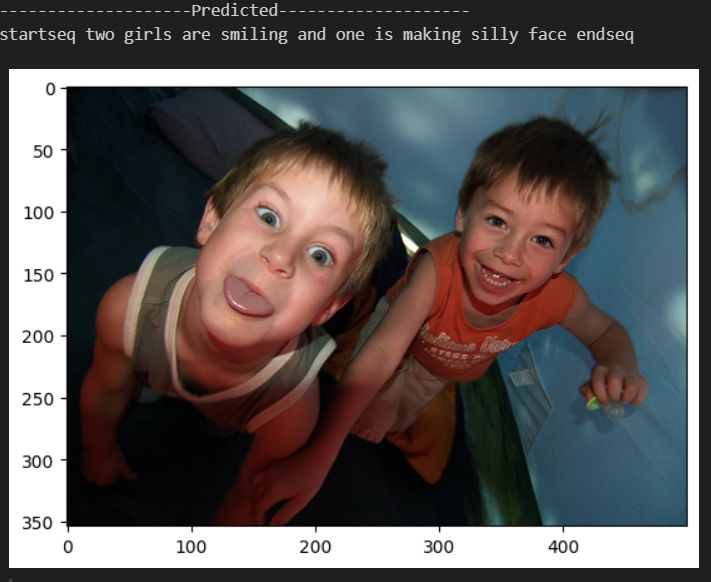 --------------------Predicted--------------------
startseq two girls are smiling and one is making silly face endseq
0
50
100
150
200
250
300
350
0 100 200 300 400